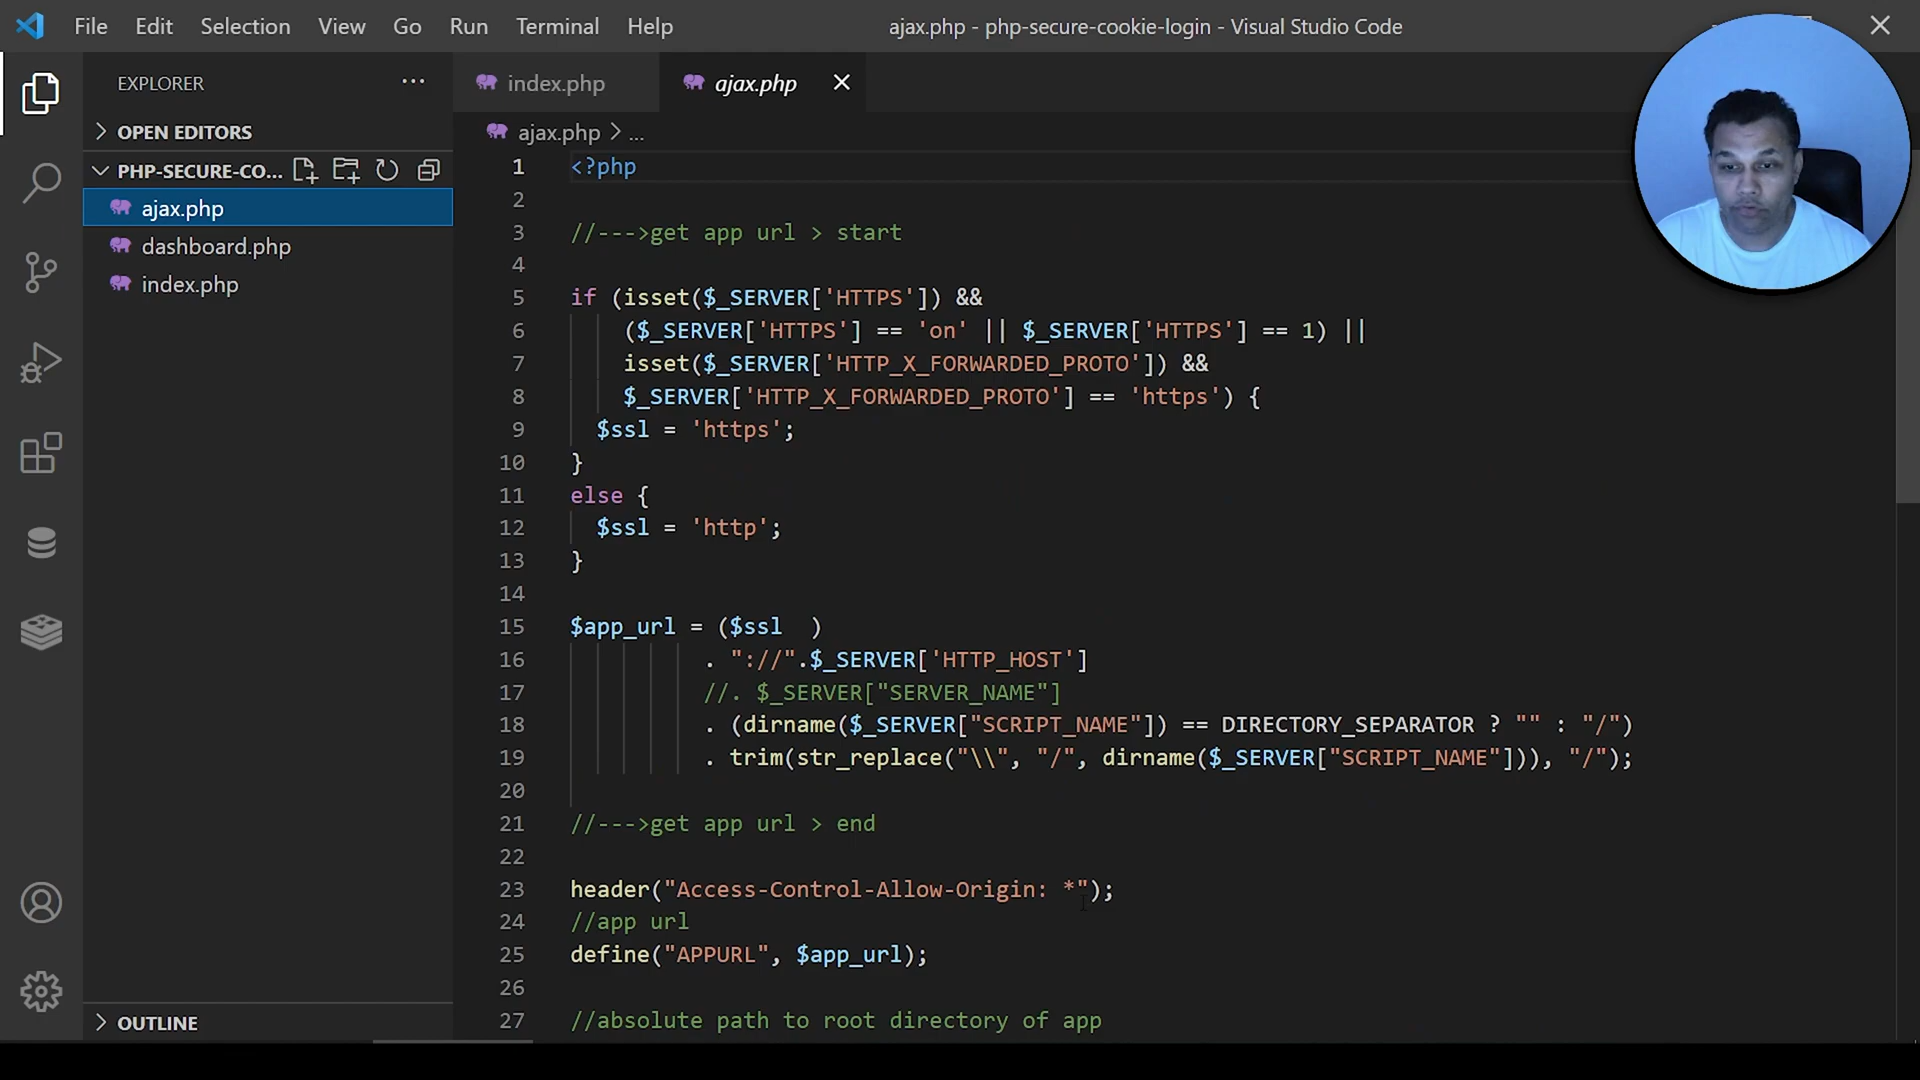 File Edit Selection View Go Run Terminal Help
ajax.php - php-secure-cookie-login - Visual Studio Code
EXPLORER
OPEN EDITORS
PHP-SECURE-CO...
ajax.php
dashboard.php
index.php
OUTLINE
index.php
ajax.php
ajax.php > ...
1 <?php
2
3 //--->get app url > start
4
5 if (isset($_SERVER['HTTPS']) &&
6 ($_SERVER['HTTPS'] == 'on' || $_SERVER['HTTPS'] == 1) ||
7 isset($_SERVER['HTTP_X_FORWARDED_PROTO']) &&
8 $_SERVER['HTTP_X_FORWARDED_PROTO'] == 'https') {
9 $ssl = 'https';
10 }
11 else {
12 $ssl = 'http';
13 }
14
15 $app_url = ($ssl  )
16 . "://".$_SERVER['HTTP_HOST']
17 //. $_SERVER["SERVER_NAME"]
18 . (dirname($_SERVER["SCRIPT_NAME"]) == DIRECTORY_SEPARATOR ? "" : "/")
19 . trim(str_replace("\\", "/", dirname($_SERVER["SCRIPT_NAME"])), "/");
20
21 //--->get app url > end
22
23 header("Access-Control-Allow-Origin: *");
24 //app url
25 define("APPURL", $app_url);
26
27 //absolute path to root directory of app